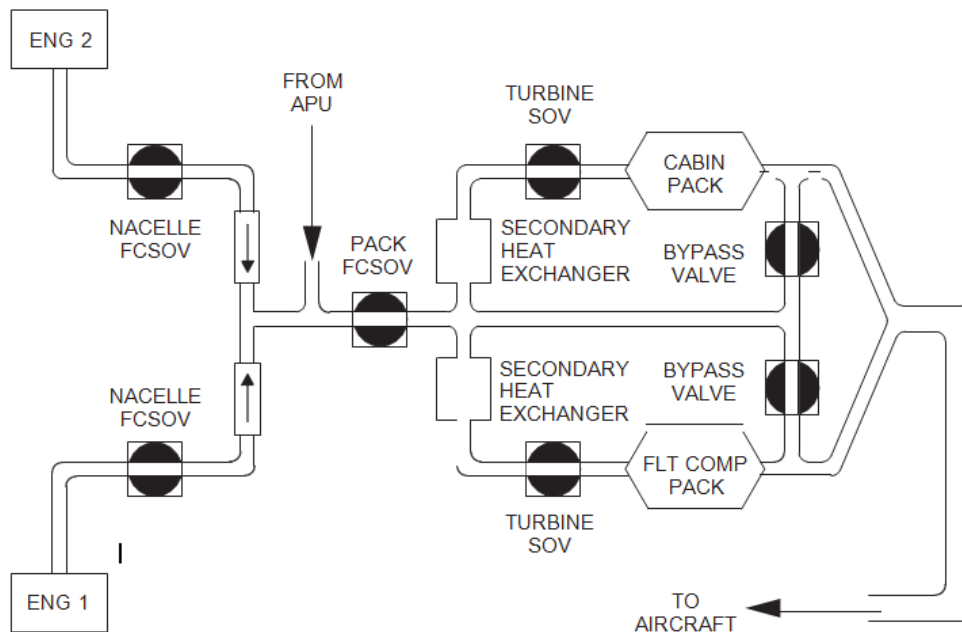 ENG 2
FROM
APU
TURBINE
SOV
CABIN
PACK
NACELLE
FCSOV
PACK
FCSOV
SECONDARY
HEAT
EXCHANGER
BYPASS
VALVE
NACELLE
FCSOV
SECONDARY
HEAT
EXCHANGER
BYPASS
VALVE
FLT COMP
PACK
TURBINE
SOV
ENG 1
TO
AIRCRAFT